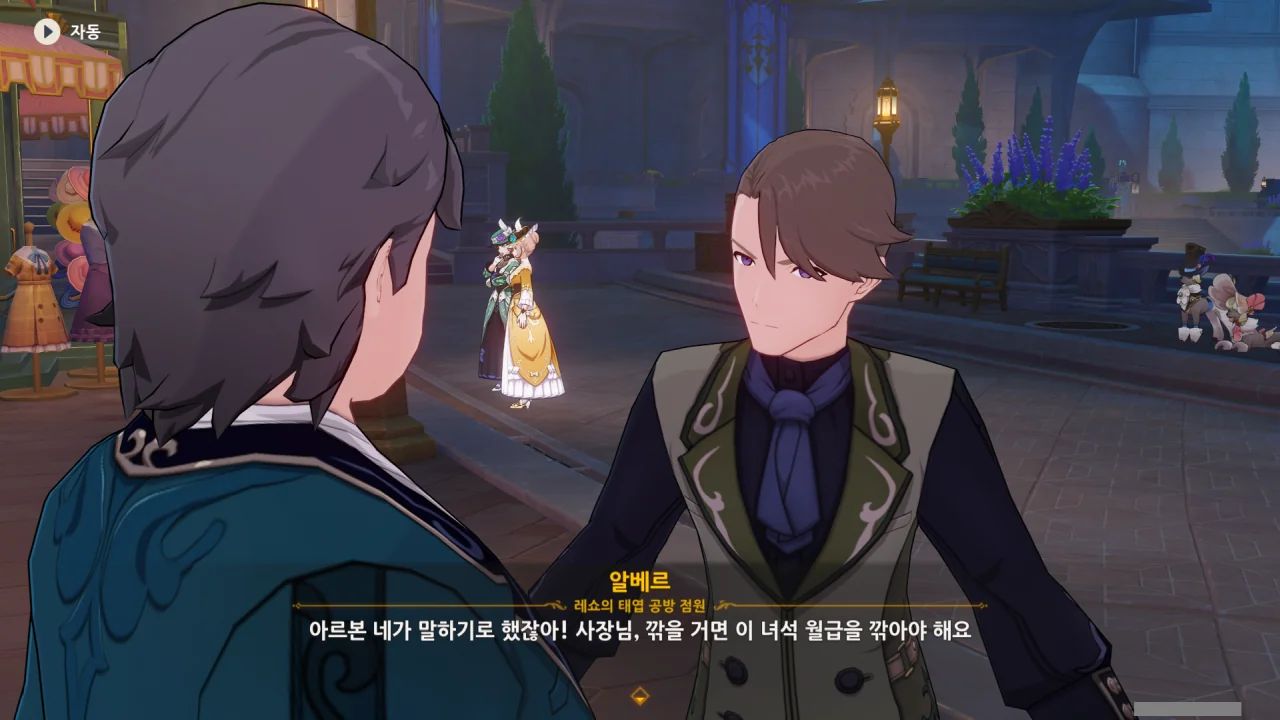 자동
알베르
레쇼의 태엽 공방 점원
아르본 네가 말하기로 했잖아! 사장님, 깎을 거면 이 녀석 월급을 깎아야 해요